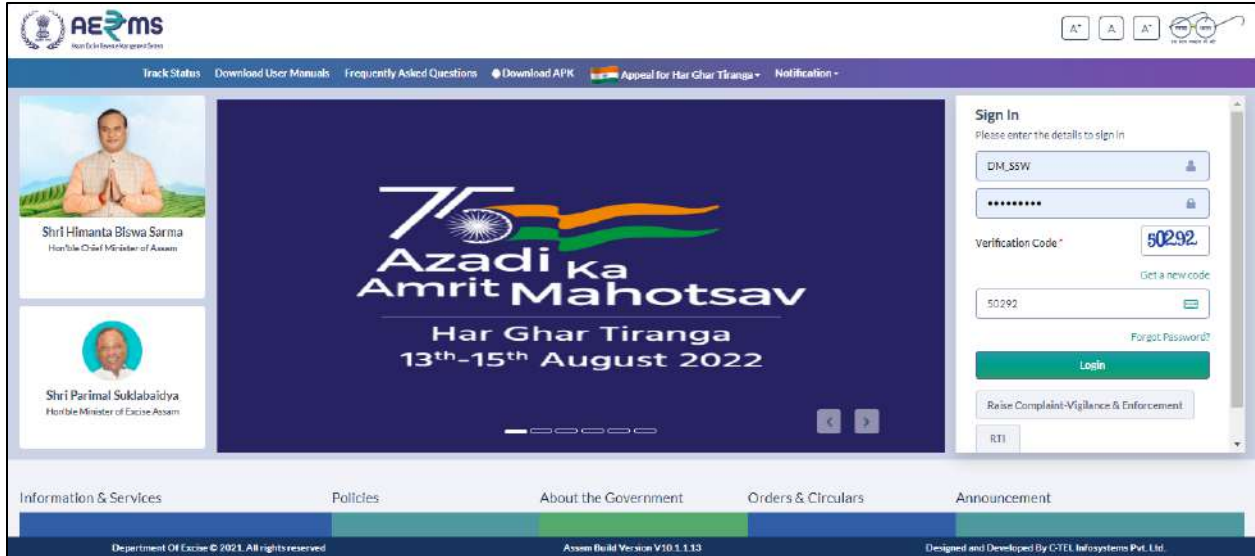 AERMS
A+ A A-
Track Status Download User Manuals Frequently Asked Questions Download APK Appeal for Har Ghar Tiranga Notification
Shri Himanta Biswa Sarma
Hon'ble Chief Minister of Assam
Shri Parimal Suklabaidya
Hon'ble Minister of Excise Assam
75
Azadi Ka
Amrit Mahotsav
Har Ghar Tiranga
13th-15th August 2022
Sign In
Please enter the details to sign in
DM_SSW
•••••••••
Verification Code *
50292
Get a new code
50292
Forgot Password?
Login
Raise Complaint-Vigilance & Enforcement
RTI
Information & Services Policies About the Government Orders & Circulars Announcement
Department Of Excise © 2021. All rights reserved Assam Build Version V10.1.1.13 Designed and Developed By C-TEL Infosystems Pvt. Ltd.